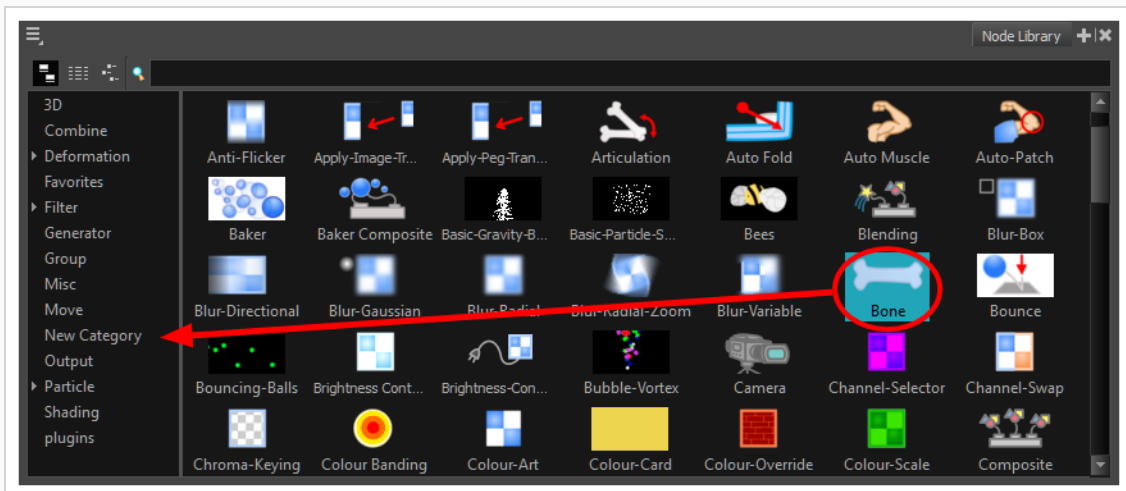 Node Library
3D
Combine
Deformation
Favorites
Filter
Generator
Group
Misc
Move
New Category
Output
Particle
Shading
plugins
Anti-Flicker Apply-Image-Tr... Apply-Peg-Tran... Articulation Auto Fold Auto Muscle Auto-Patch
Baker Baker Composite Basic-Gravity-B... Basic-Particle-S... Bees Blending Blur-Box
Blur-Directional Blur-Gaussian Blur-Radial Blur-Radial-Zoom Blur-Variable Bone Bounce
Bouncing-Balls Brightness Cont... Brightness-Con... Bubble-Vortex Camera Channel-Selector Channel-Swap
Chroma-Keying Colour Banding Colour-Art Colour-Card Colour-Override Colour-Scale Composite